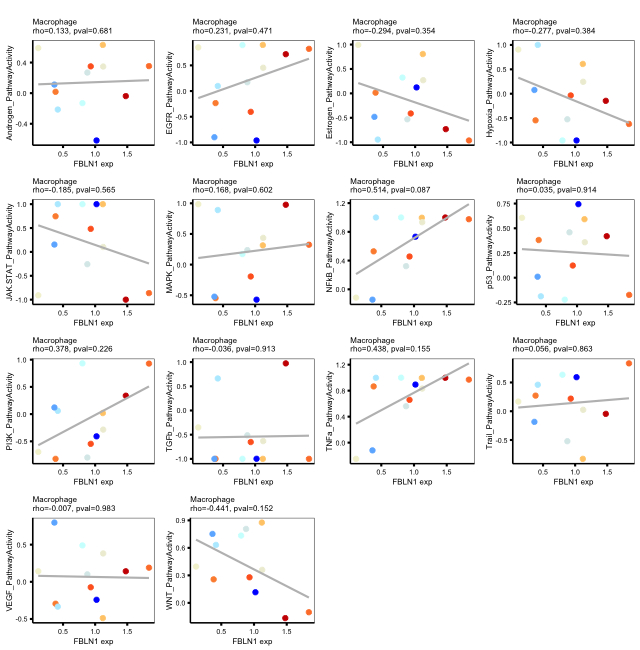 Macrophage
rho=0.133, pval=0.681
Androgen_PathwayActivity
0.4
0.0
-0.4
0.5
1.0
1.5
FBLN1 exp
Macrophage
rho=0.231, pval=0.471
EGFR_PathwayActivity
0.5
0.0
-0.5
-1.0
0.5
1.0
1.5
FBLN1 exp
Macrophage
rho=-0.294, pval=0.354
Estrogen_PathwayActivity
1.0
0.5
0.0
-0.5
-1.0
0.5
1.0
1.5
FBLN1 exp
Macrophage
rho=-0.277, pval=0.384
Hypoxia_PathwayActivity
1.0
0.5
0.0
-0.5
-1.0
0.5
1.0
1.5
FBLN1 exp
Macrophage
rho=-0.185, pval=0.565
JAK.STAT_PathwayActivity
1.0
0.5
0.0
-0.5
-1.0
0.5
1.0
1.5
FBLN1 exp
Macrophage
rho=0.168, pval=0.602
MAPK_PathwayActivity
1.0
0.5
0.0
-0.5
0.5
1.0
1.5
FBLN1 exp
Macrophage
rho=0.514, pval=0.087
NFkB_PathwayActivity
1.2
0.8
0.4
0.0
0.5
1.0
1.5
FBLN1 exp
Macrophage
rho=0.035, pval=0.914
p53_PathwayActivity
0.75
0.50
0.25
0.00
-0.25
0.5
1.0
1.5
FBLN1 exp
Macrophage
rho=0.378, pval=0.226
PI3K_PathwayActivity
1.0
0.5
0.0
-0.5
0.5
1.0
1.5
FBLN1 exp
Macrophage
rho=-0.036, pval=0.913
TGFb_PathwayActivity
1.0
0.5
0.0
-0.5
-1.0
0.5
1.0
1.5
FBLN1 exp
Macrophage
rho=0.438, pval=0.155
TNFa_PathwayActivity
1.2
0.8
0.4
0.0
0.5
1.0
1.5
FBLN1 exp
Macrophage
rho=0.056, pval=0.863
Trail_PathwayActivity
0.5
0.0
-0.5
0.5
1.0
1.5
FBLN1 exp
Macrophage
rho=-0.007, pval=0.983
VEGF_PathwayActivity
0.5
0.0
-0.5
0.5
1.0
1.5
FBLN1 exp
Macrophage
rho=-0.441, pval=0.152
WNT_PathwayActivity
0.9
0.6
0.3
0.0
0.5
1.0
1.5
FBLN1 exp